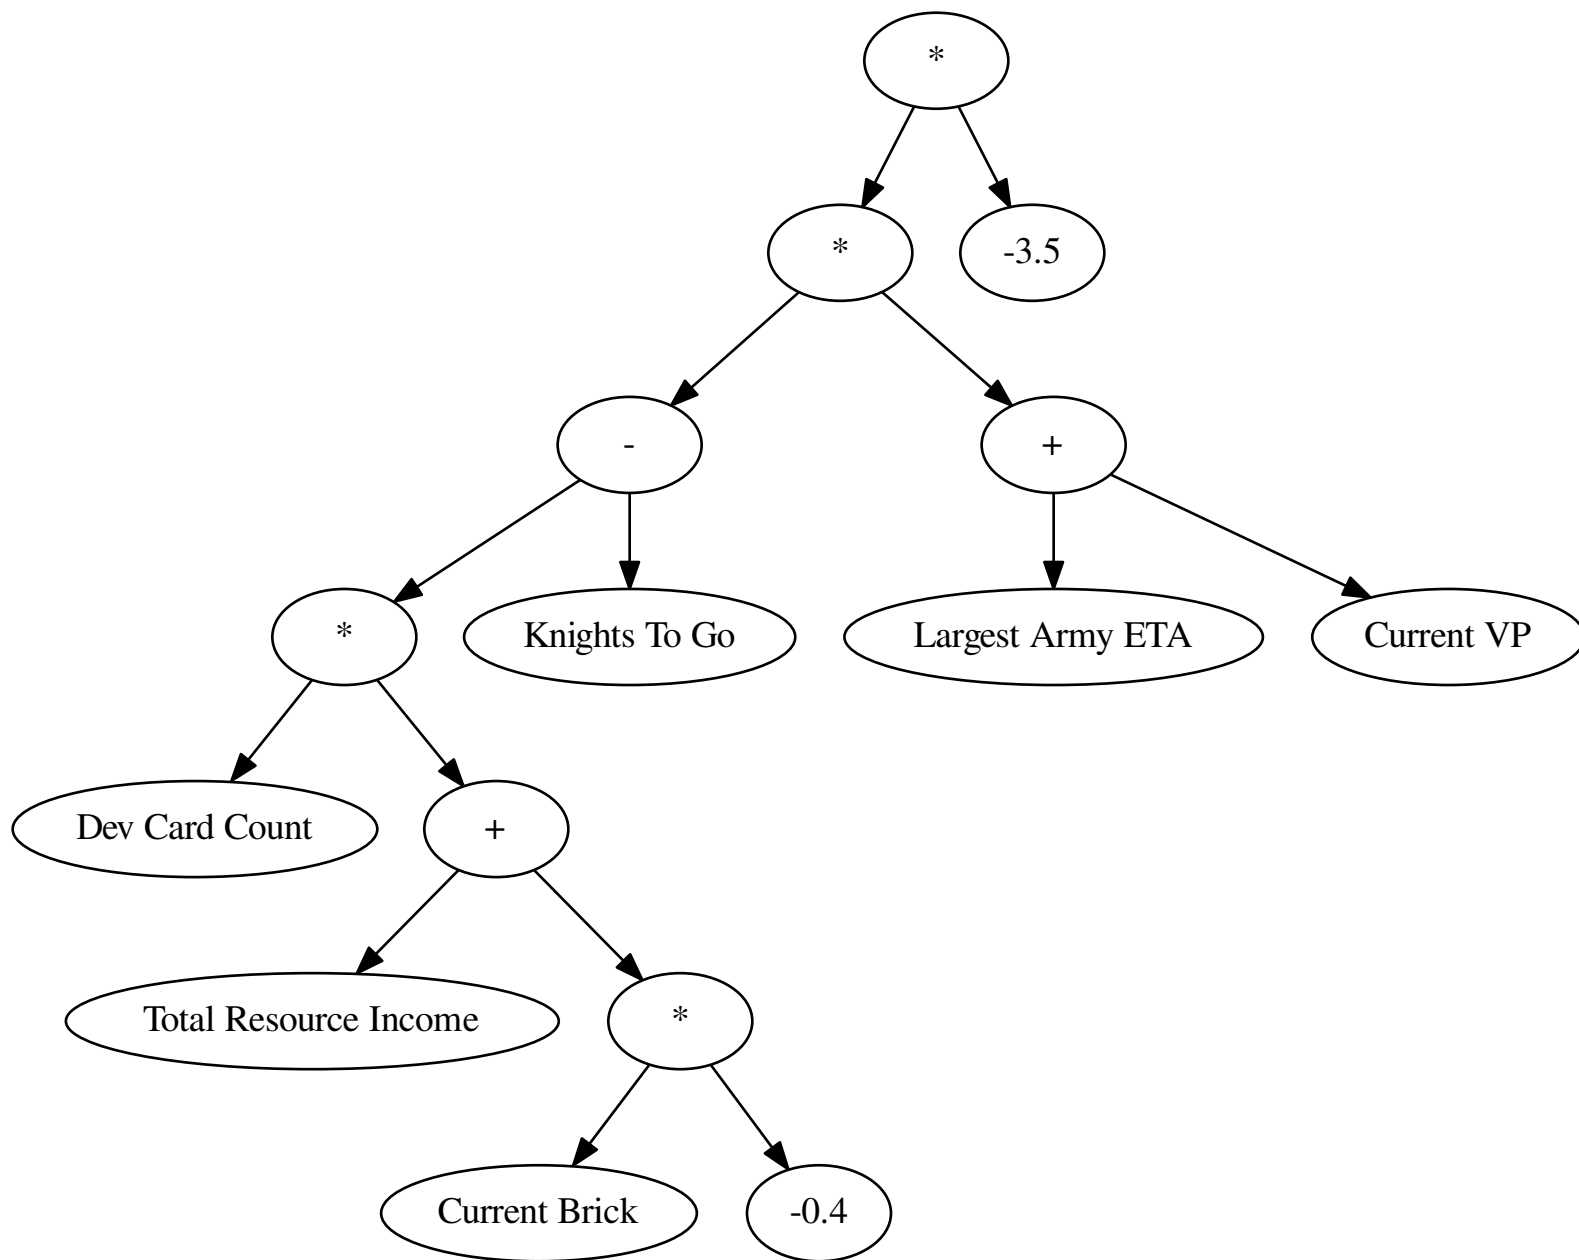 *
*
-3.5
-
+
*
Knights To Go
Largest Army ETA
Current VP
Dev Card Count
+
Total Resource Income
*
Current Brick
-0.4